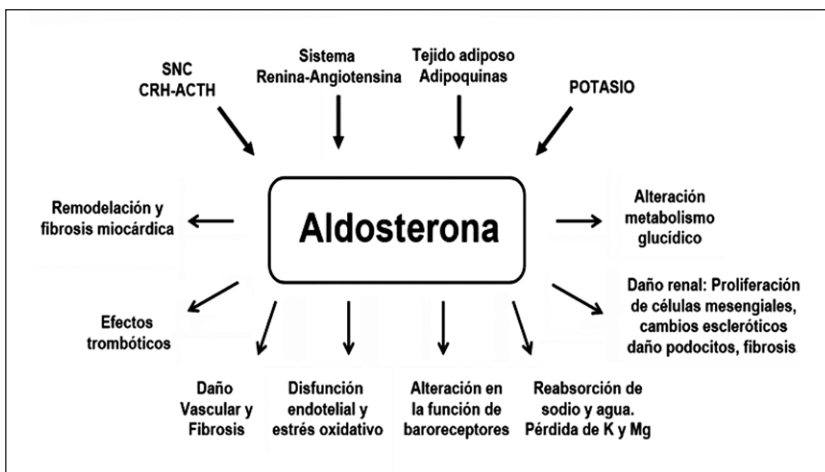 SNC
CRH-ACTH
Sistema
Renina-Angiotensina
Tejido adiposo
Adipoquinas
POTASIO
Aldosterona
Remodelación y
fibrosis miocárdica
Alteración
metabolismo
glucídico
Efectos
trombóticos
Daño renal: Proliferación
de células mesengiales,
cambios escleróticos
daño podocitos, fibrosis
Daño
Vascular y
Fibrosis
Disfunción
endotelial y
estrés oxidativo
Alteración en
la función de
baroreceptores
Reabsorción de
sodio y agua.
Pérdida de K y Mg